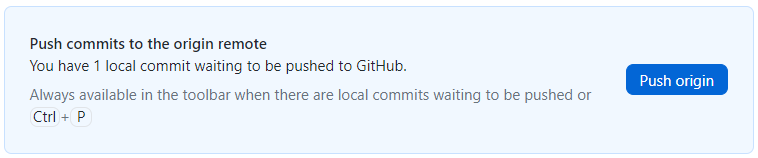 Push commits to the origin remote
You have 1 local commit waiting to be pushed to GitHub.
Push origin
Always available in the toolbar when there are local commits waiting to be pushed or
Ctrl + P